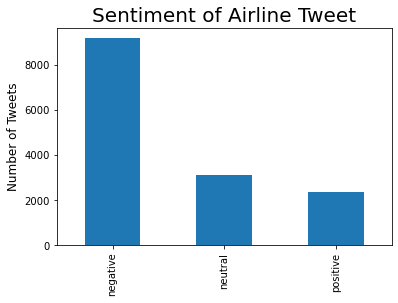 Sentiment of Airline Tweet
Number of Tweets
8000
6000
4000
2000
0
negative
neutral
positive